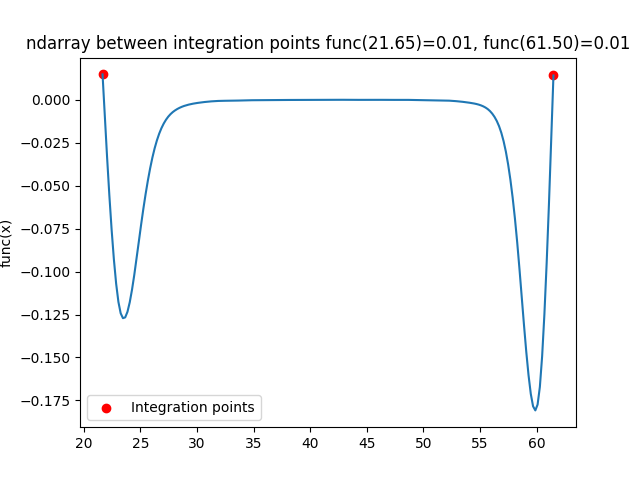 ndarray between integration points func(21.65)=0.01, func(61.50)=0.01
0.000
−0.025
−0.050
−0.075
−0.100
−0.125
−0.150
−0.175
func(x)
Integration points
20 25 30 35 40 45 50 55 60